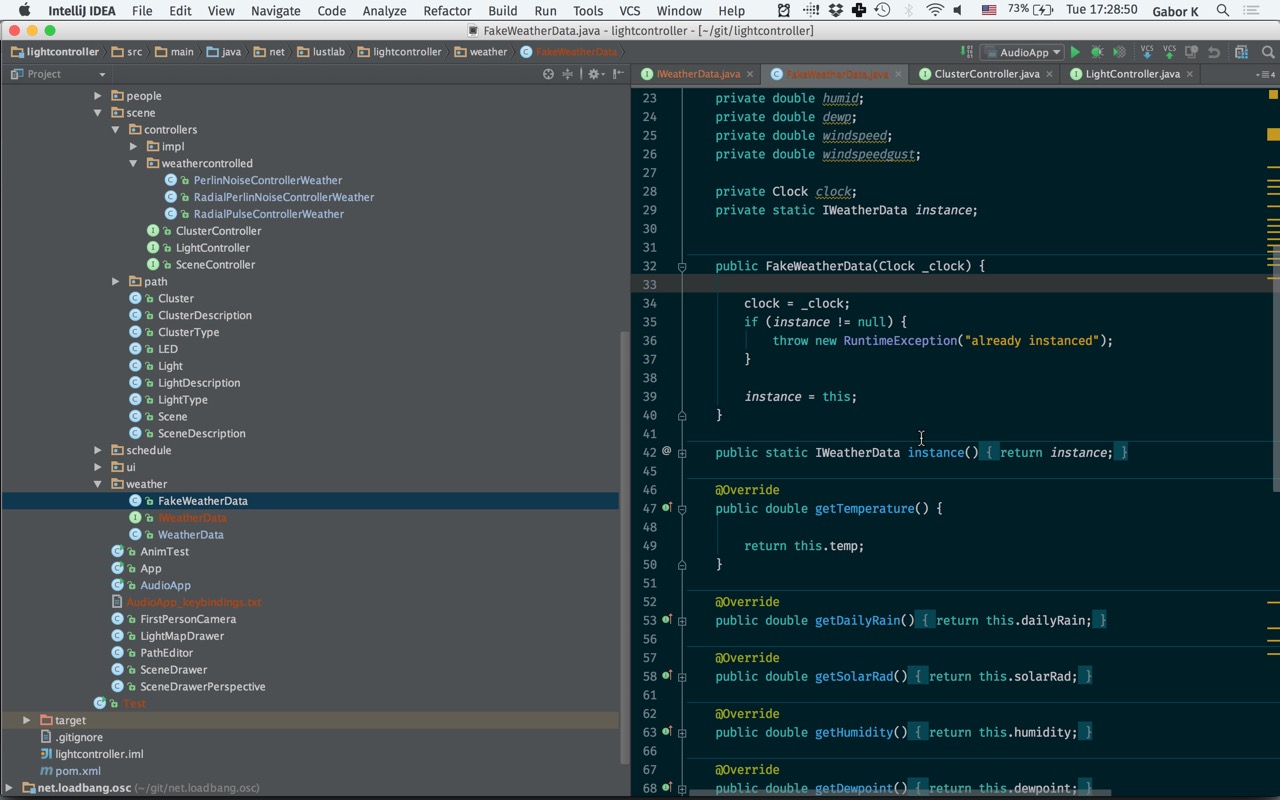 IntelliJ IDEA File Edit View Navigate Code Analyze Refactor Build Run Tools VCS Window Help 73% Tue 17:28:50 Gabor K
FakeWeatherData.java - lightcontroller - [~/git/lightcontroller]
lightcontroller src main java net lustlab lightcontroller weather FakeWeatherData AudioApp VCS VCS
Project
IWeatherData.java FakeWeatherData.java ClusterController.java LightController.java 4
people
scene
controllers
impl
weathercontrolled
PerlinNoiseControllerWeather
RadialPerlinNoiseControllerWeather
RadialPulseControllerWeather
ClusterController
LightController
SceneController
path
Cluster
ClusterDescription
ClusterType
LED
Light
LightDescription
LightType
Scene
SceneDescription
schedule
ui
weather
FakeWeatherData
IWeatherData
WeatherData
AnimTest
App
AudioApp
AudioApp_keybindings.txt
FirstPersonCamera
LightMapDrawer
PathEditor
SceneDrawer
SceneDrawerPerspective
Test
target
.gitignore
lightcontroller.iml
pom.xml
net.loadbang.osc (~/git/net.loadbang.osc)
23 private double humid;
24 private double dewp;
25 private double windspeed;
26 private double windspeedgust;
27
28 private Clock clock;
29 private static IWeatherData instance;
30
31
32 public FakeWeatherData(Clock _clock) {
33
34 clock = _clock;
35 if (instance != null) {
36 throw new RuntimeException("already instanced");
37 }
38
39 instance = this;
40 }
41
42 public static IWeatherData instance() { return instance; }
45
46 @Override
47 public double getTemperature() {
48
49 return this.temp;
50 }
51
52 @Override
53 public double getDailyRain() { return this.dailyRain; }
56
57 @Override
58 public double getSolarRad() { return this.solarRad; }
61
62 @Override
63 public double getHumidity() { return this.humidity; }
66
67 @Override
68 public double getDewpoint() { return this.dewpoint; }